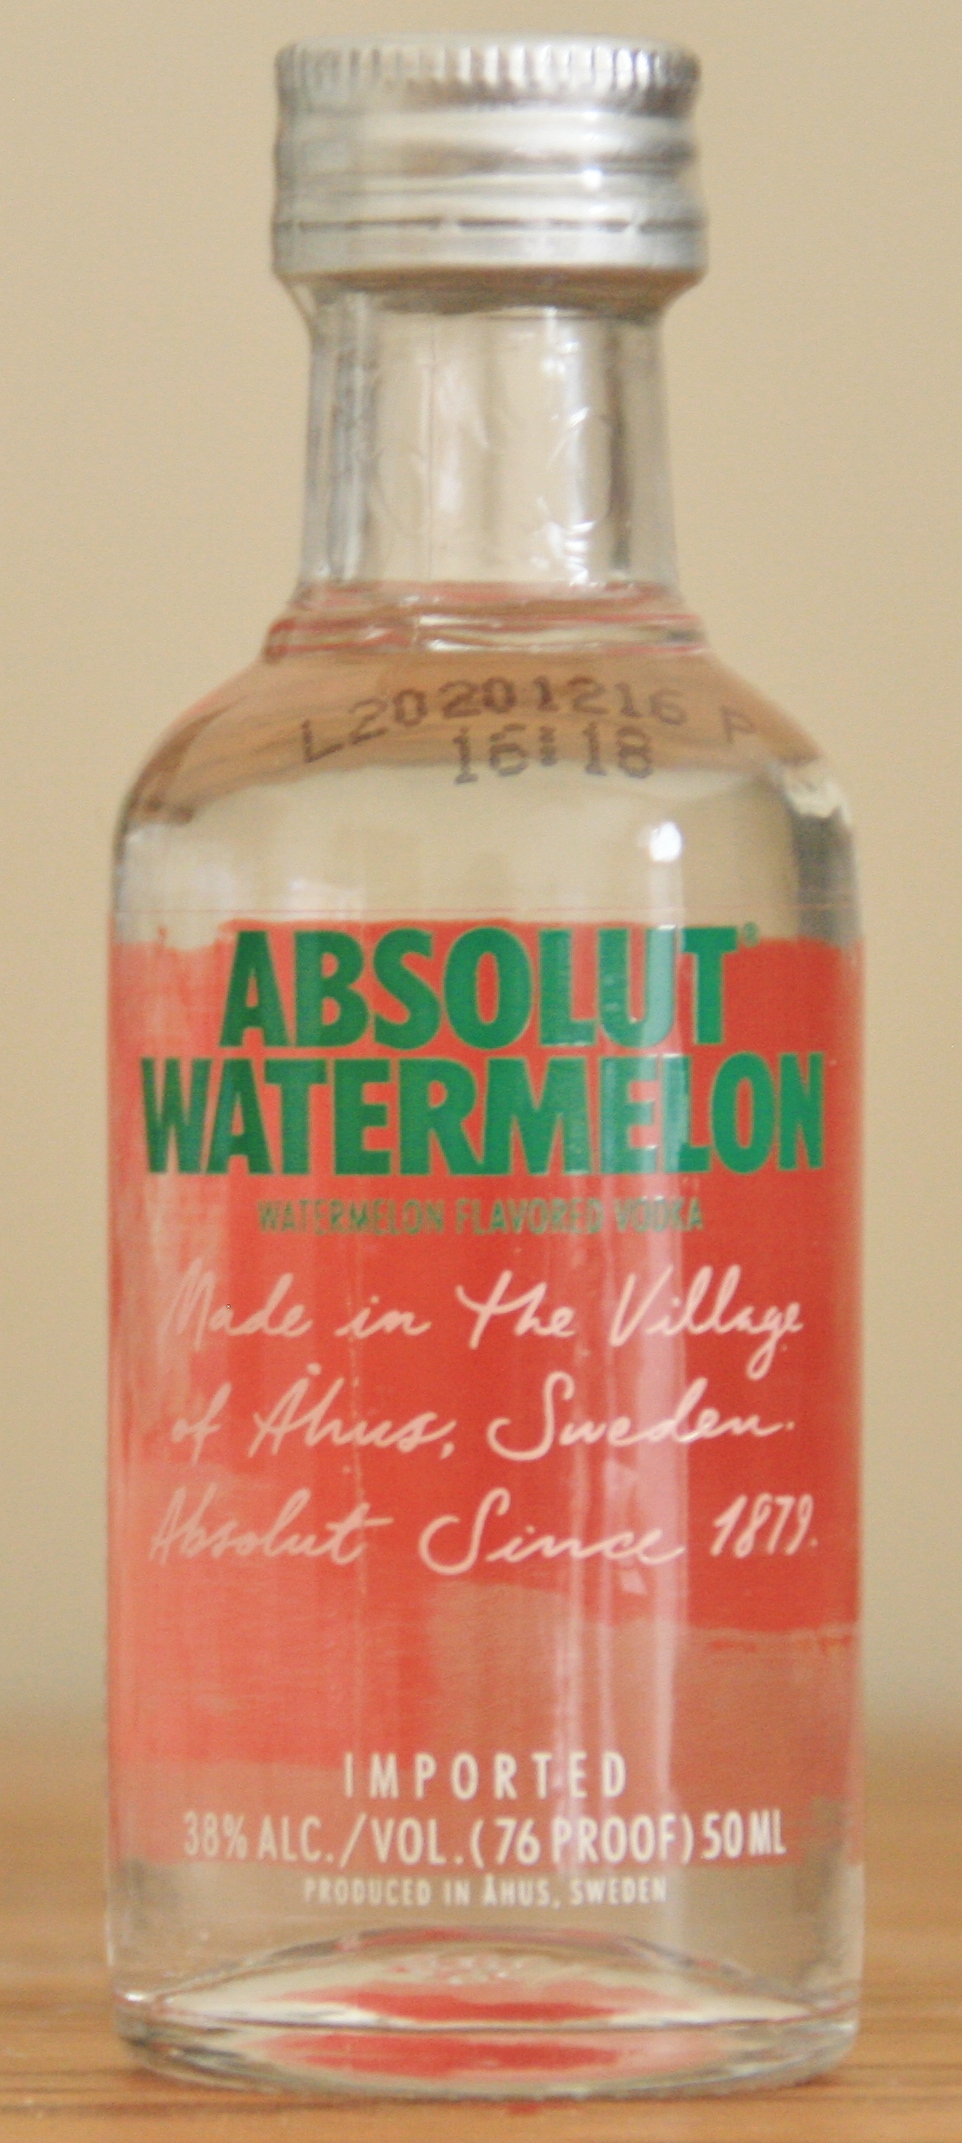 L20201216 P
16:18
ABSOLUT®
WATERMELON
WATERMELON FLAVORED VODKA
Made in the Village
of Åhus, Sweden.
Absolut Since 1879.
IMPORTED
38% ALC./VOL.(76 PROOF) 50ML
PRODUCED IN ÅHUS, SWEDEN